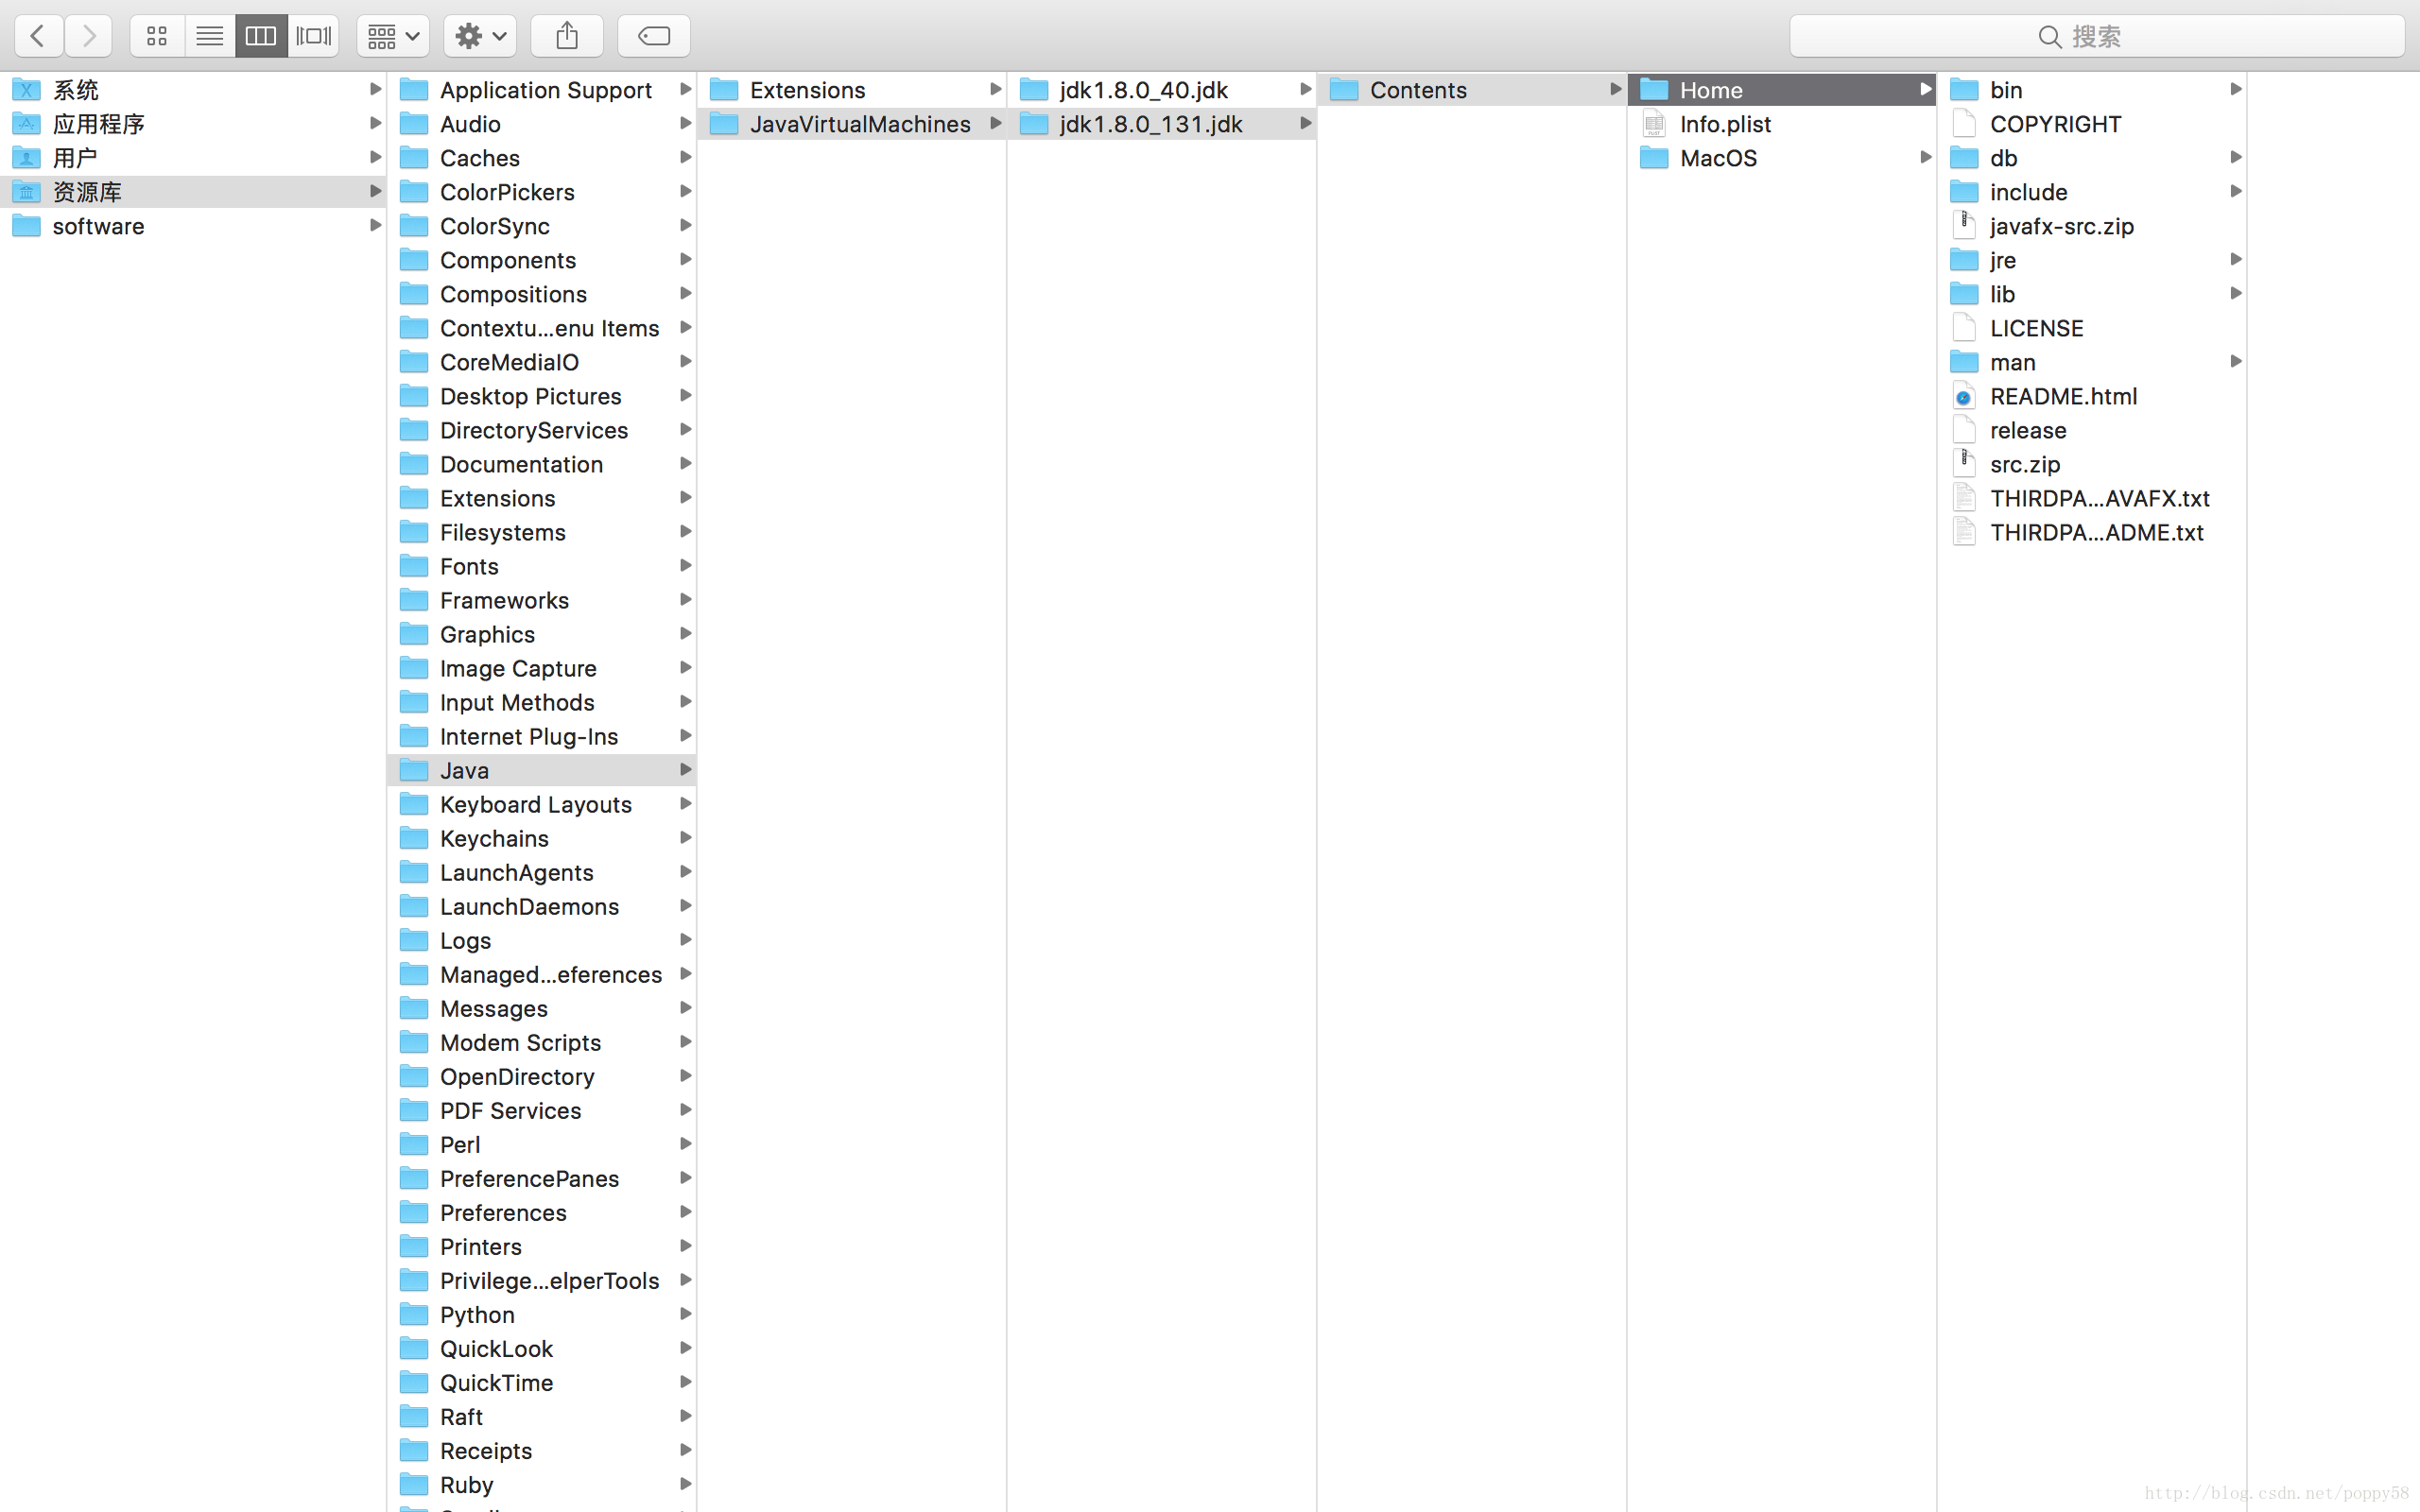 搜索
系统
应用程序
用户
资源库
software
Application Support
Audio
Caches
ColorPickers
ColorSync
Components
Compositions
Contextu...enu Items
CoreMediaIO
Desktop Pictures
DirectoryServices
Documentation
Extensions
Filesystems
Fonts
Frameworks
Graphics
Image Capture
Input Methods
Internet Plug-Ins
Java
Keyboard Layouts
Keychains
LaunchAgents
LaunchDaemons
Logs
Managed...eferences
Messages
Modem Scripts
OpenDirectory
PDF Services
Perl
PreferencePanes
Preferences
Printers
Privilege...elperTools
Python
QuickLook
QuickTime
Raft
Receipts
Ruby
Extensions
JavaVirtualMachines
jdk1.8.0_40.jdk
jdk1.8.0_131.jdk
Contents
Home
Info.plist
MacOS
bin
COPYRIGHT
db
include
javafx-src.zip
jre
lib
LICENSE
man
README.html
release
src.zip
THIRDPA...AVAFX.txt
THIRDPA...ADME.txt
http://blog.csdn.net/poppy58